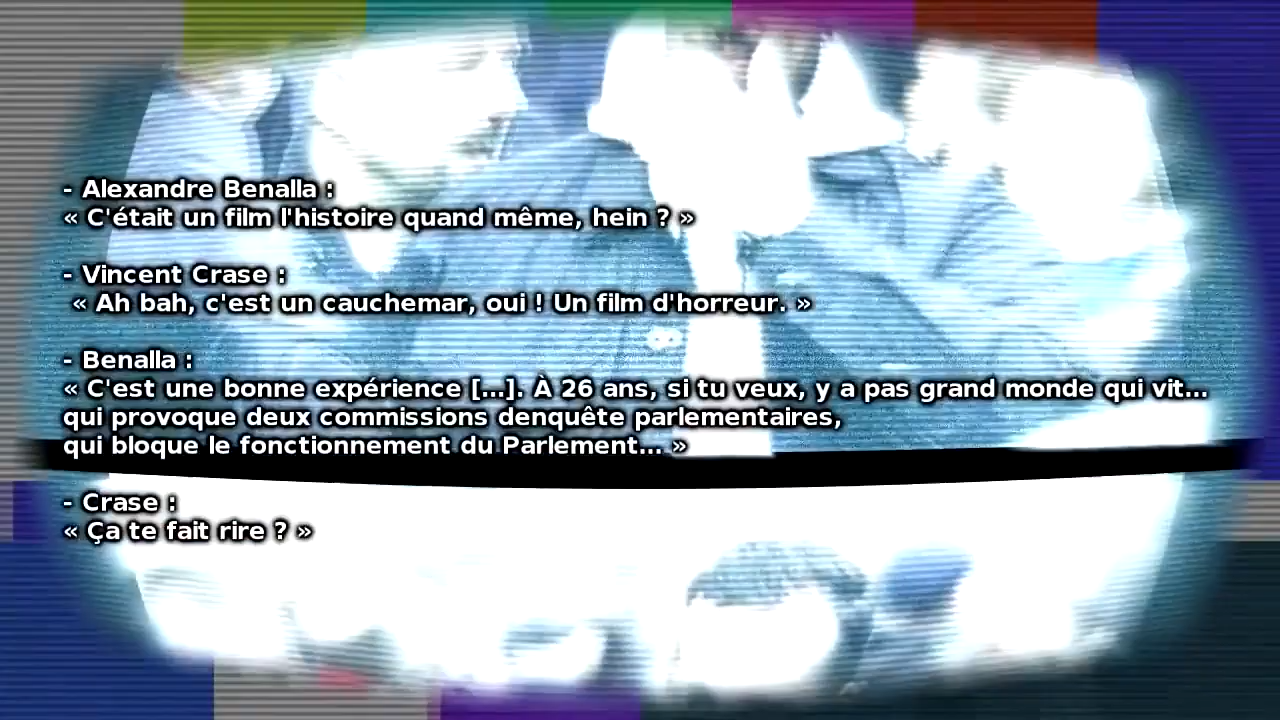 - Alexandre Benalla :
« C'était un film l'histoire quand même, hein ? »
- Vincent Crase :
« Ah bah, c'est un cauchemar, oui ! Un film d'horreur. »
- Benalla :
« C'est une bonne expérience [...]. À 26 ans, si tu veux, y a pas grand monde qui vit...
qui provoque deux commissions denquête parlementaires,
qui bloque le fonctionnement du Parlement... »
- Crase :
« Ça te fait rire ? »